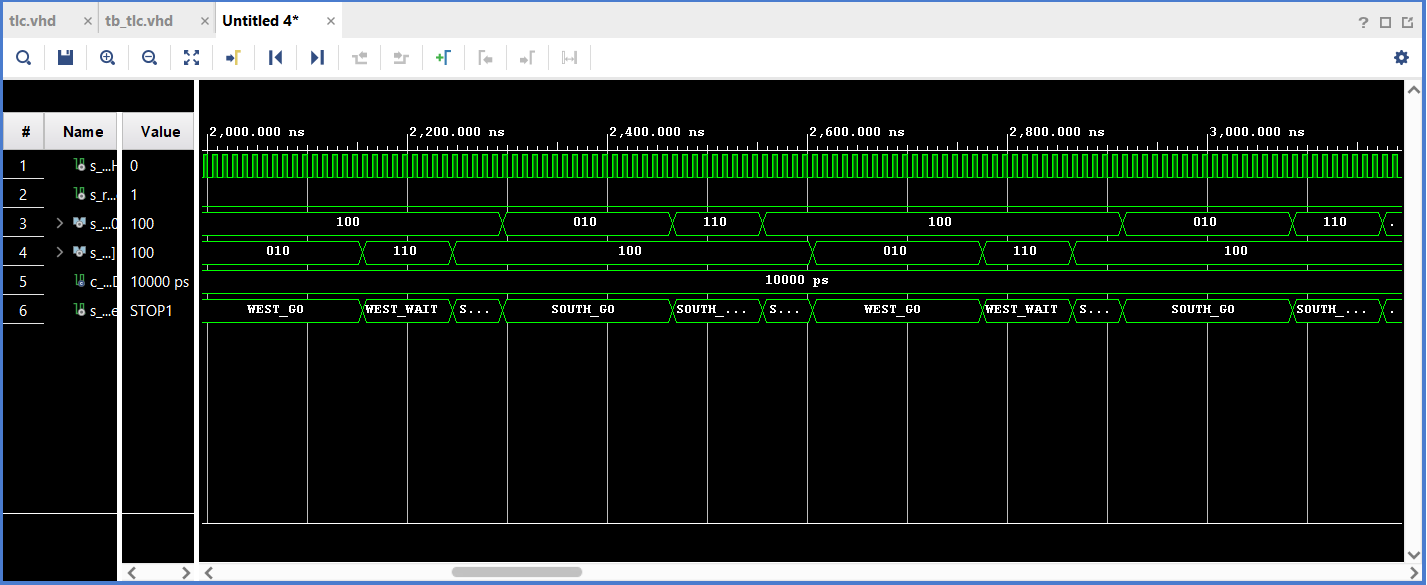 tlc.vhd × tb_tlc.vhd × Untitled 4* × ?
# Name Value 2,000.000 ns 2,200.000 ns 2,400.000 ns 2,600.000 ns 2,800.000 ns 3,000.000 ns
1 s_...H 0
2 s_r... 1
3 s_...0 100 100 010 110 100 010 110 .
4 s_...] 100 010 110 100 010 110 100
5 c_...D 10000 ps 10000 ps
6 s_...e STOP1 WEST_GO WEST_WAIT S... SOUTH_GO SOUTH_... S... WEST_GO WEST_WAIT S... SOUTH_GO SOUTH_... .